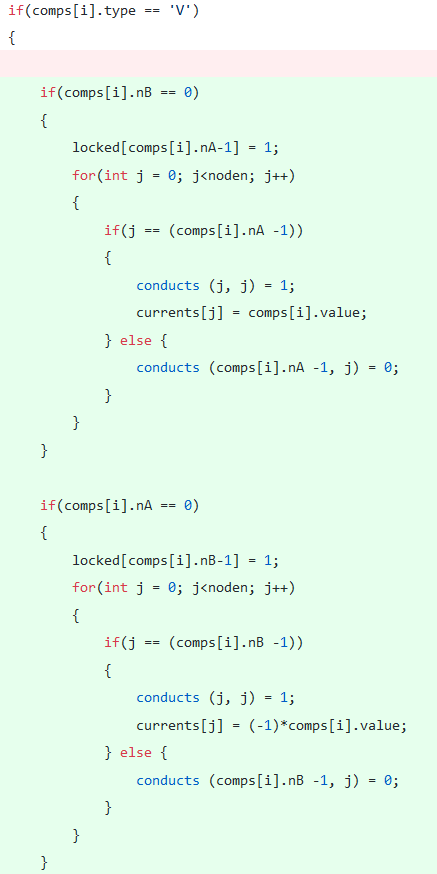 if(comps[i].type == 'V')
{
if(comps[i].nB == 0)
{
locked[comps[i].nA-1] = 1;
for(int j = 0; j<noden; j++)
{
if(j == (comps[i].nA -1))
{
conducts (j, j) = 1;
currents[j] = comps[i].value;
} else {
conducts (comps[i].nA -1, j) = 0;
}
}
}
if(comps[i].nA == 0)
{
locked[comps[i].nB-1] = 1;
for(int j = 0; j<noden; j++)
{
if(j == (comps[i].nB -1))
{
conducts (j, j) = 1;
currents[j] = (-1)*comps[i].value;
} else {
conducts (comps[i].nB -1, j) = 0;
}
}
}